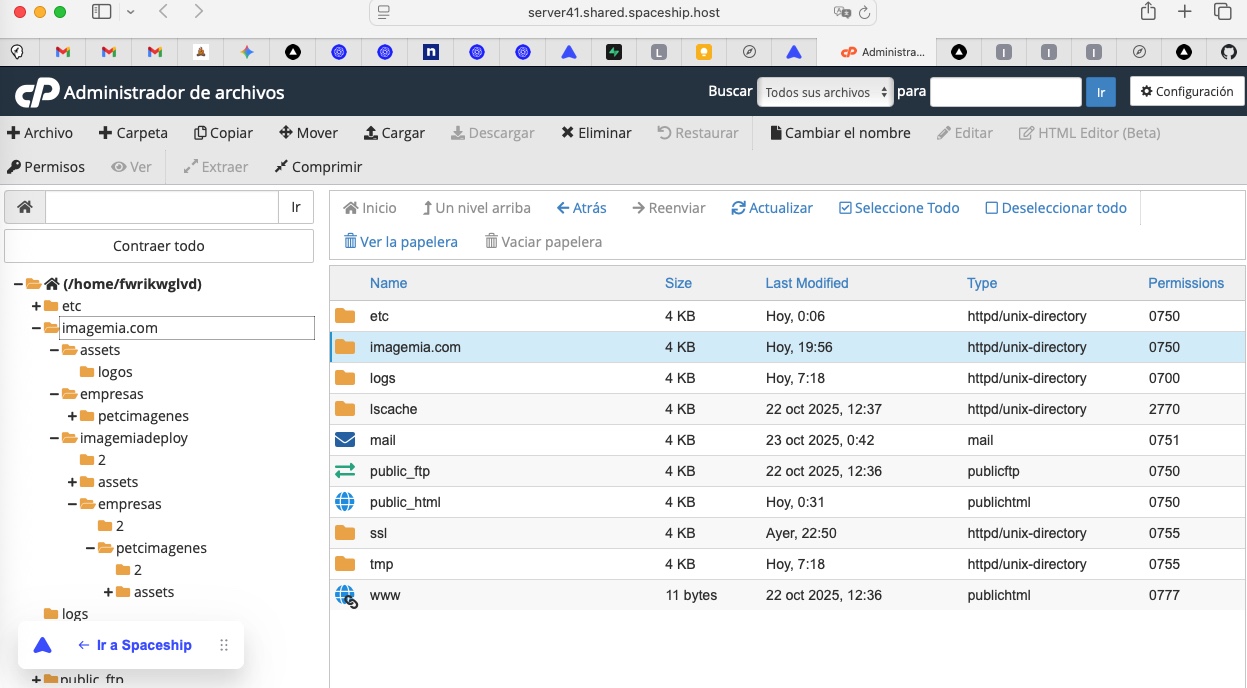 server41.shared.spaceship.host
Administra...
cP Administrador de archivos
Buscar Todos sus archivos para Ir Configuración
Archivo Carpeta Copiar Mover Cargar Descargar Eliminar Restaurar Cambiar el nombre Editar HTML Editor (Beta)
Permisos Ver Extraer Comprimir
Ir
Contraer todo
(/home/fwrikwglvd)
etc
imagemia.com
assets
logos
empresas
petcimagenes
imagemiadeploy
2
assets
empresas
2
petcimagenes
2
assets
logs
← Ir a Spaceship
public_ftp
Inicio Un nivel arriba Atrás Reenviar Actualizar Seleccione Todo Deseleccionar todo
Ver la papelera Vaciar papelera
Name Size Last Modified Type Permissions
etc 4 KB Hoy, 0:06 httpd/unix-directory 0750
imagemia.com 4 KB Hoy, 19:56 httpd/unix-directory 0750
logs 4 KB Hoy, 7:18 httpd/unix-directory 0700
lscache 4 KB 22 oct 2025, 12:37 httpd/unix-directory 2770
mail 4 KB 23 oct 2025, 0:42 mail 0751
public_ftp 4 KB 22 oct 2025, 12:36 publicftp 0750
public_html 4 KB Hoy, 0:31 publichtml 0750
ssl 4 KB Ayer, 22:50 httpd/unix-directory 0755
tmp 4 KB Hoy, 7:18 httpd/unix-directory 0755
www 11 bytes 22 oct 2025, 12:36 publichtml 0777